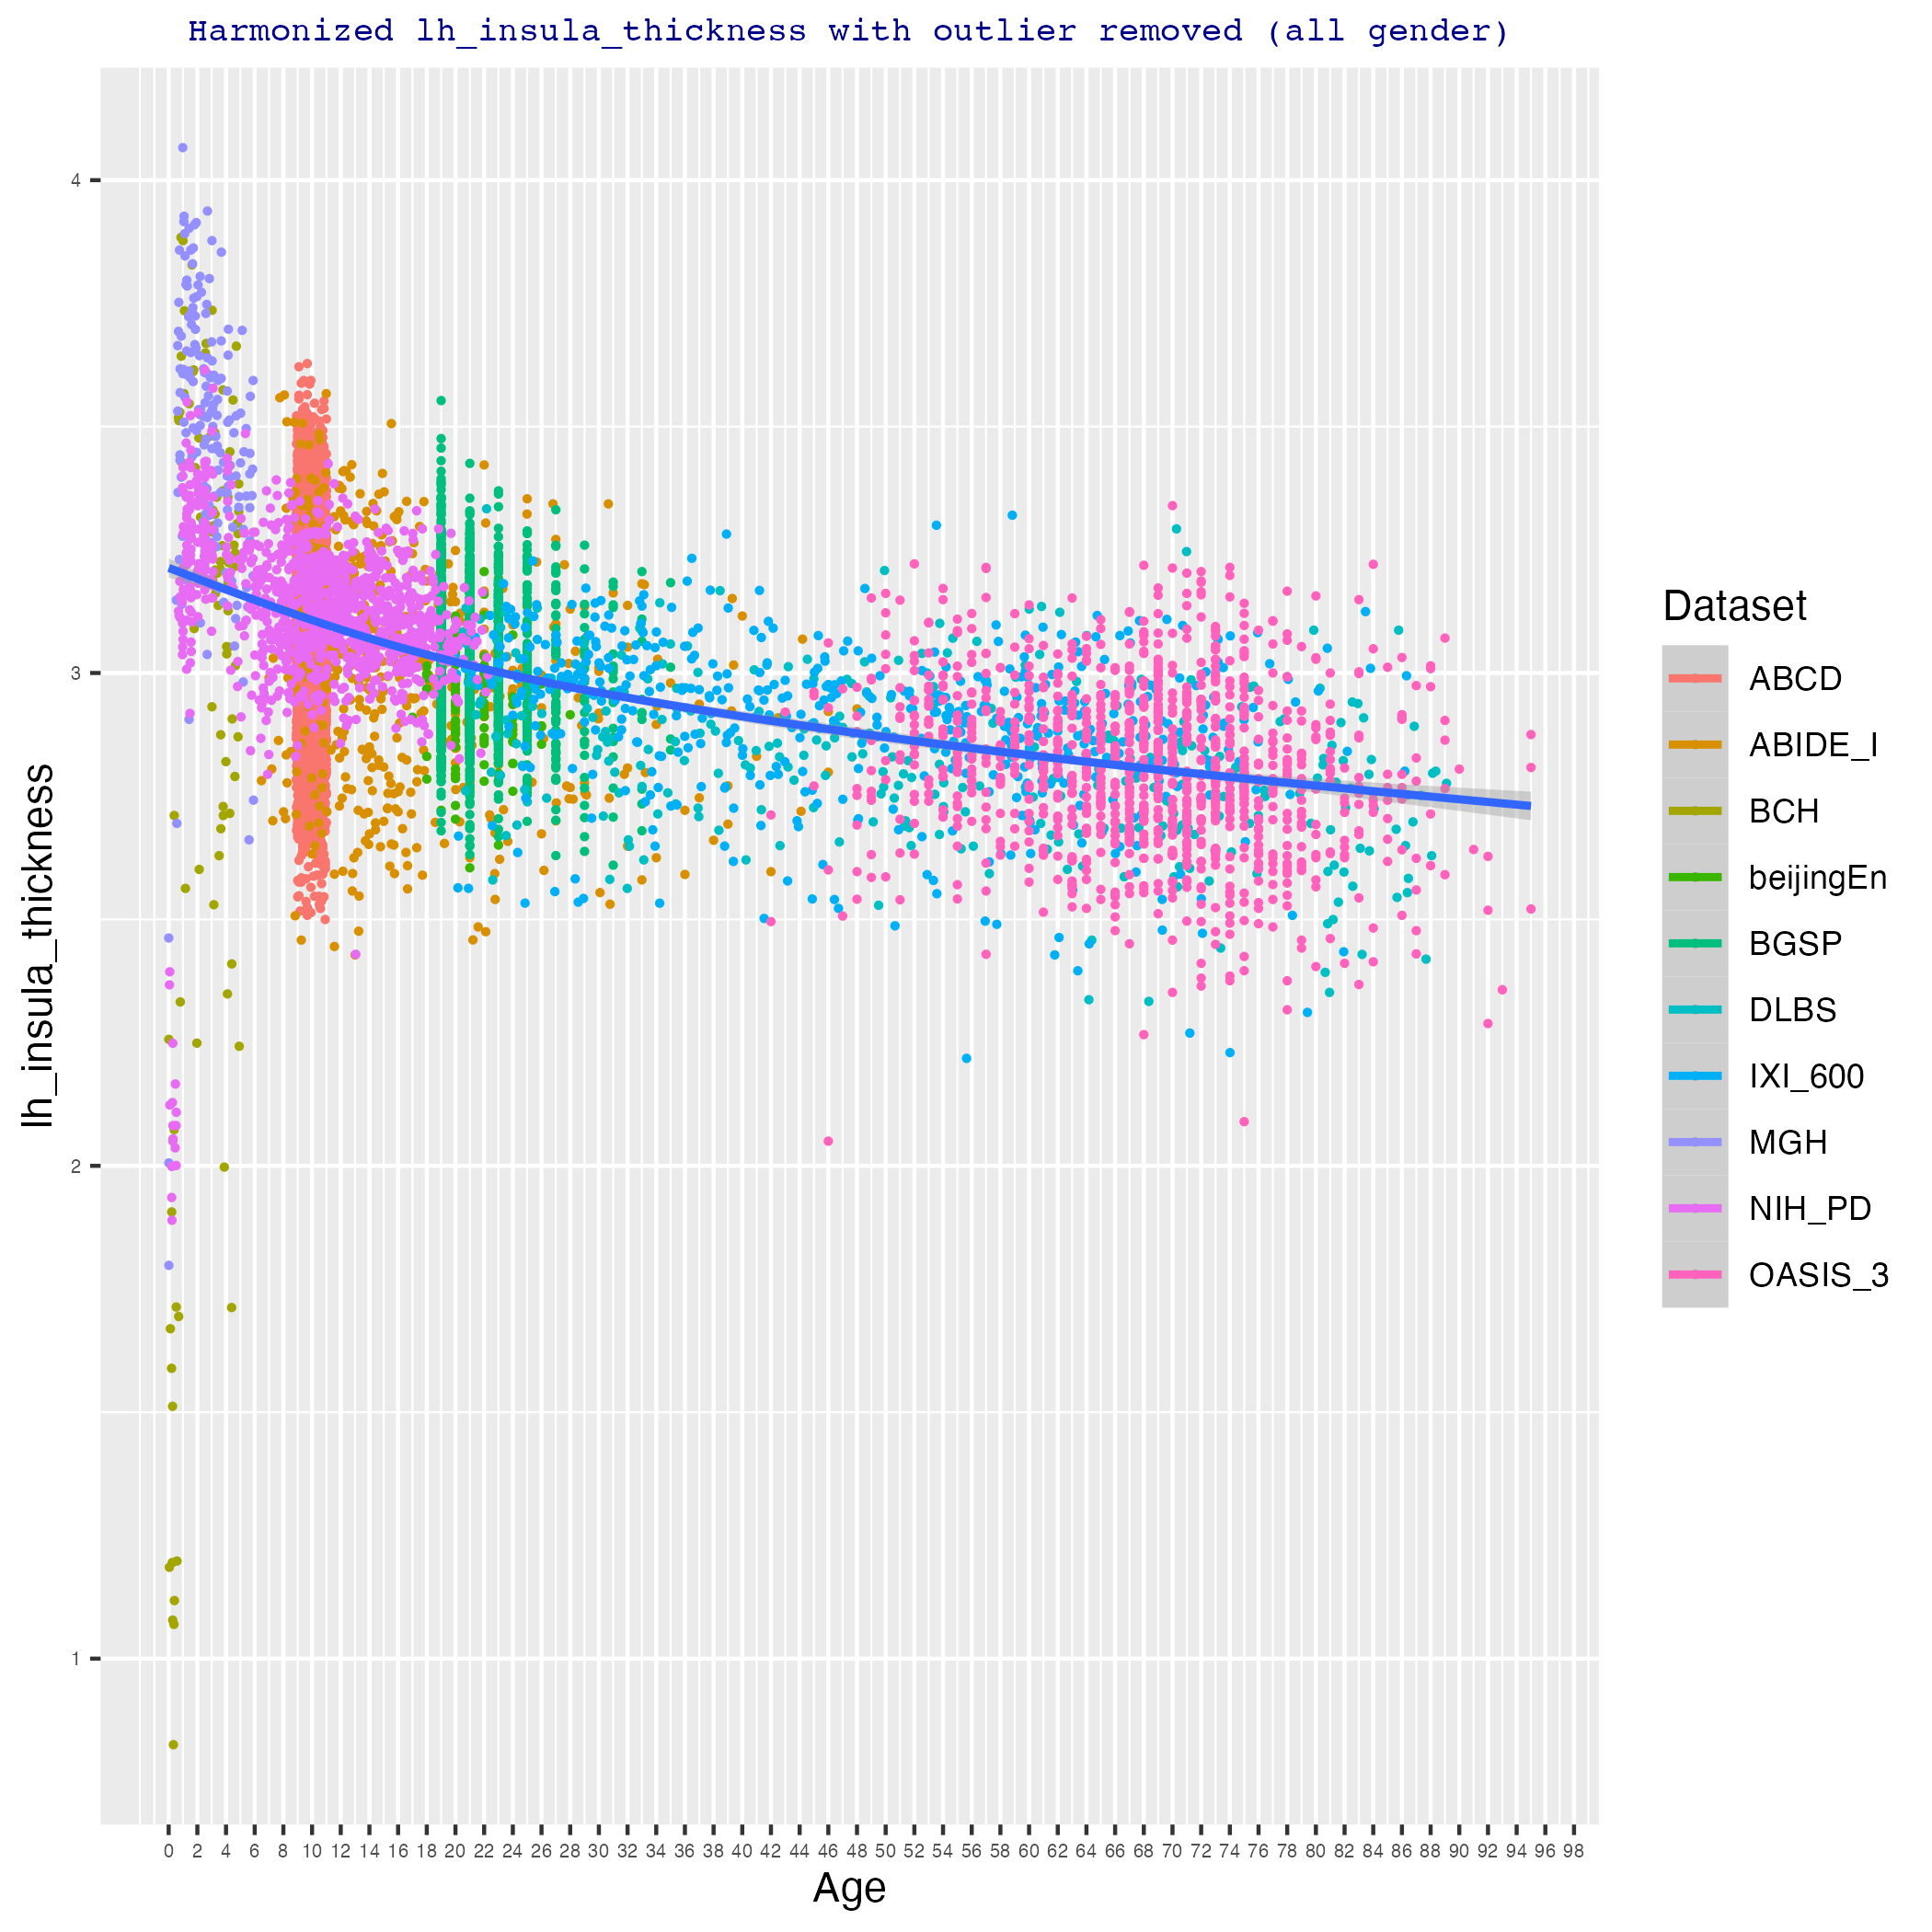 Harmonized lh_insula_thickness with outlier removed (all gender)
lh_insula_thickness
4
3
2
1
0 2 4 6 8 10 12 14 16 18 20 22 24 26 28 30 32 34 36 38 40 42 44 46 48 50 52 54 56 58 60 62 64 66 68 70 72 74 76 78 80 82 84 86 88 90 92 94 96 98
Age
Dataset
ABCD
ABIDE_I
BCH
beijingEn
BGSP
DLBS
IXI_600
MGH
NIH_PD
OASIS_3